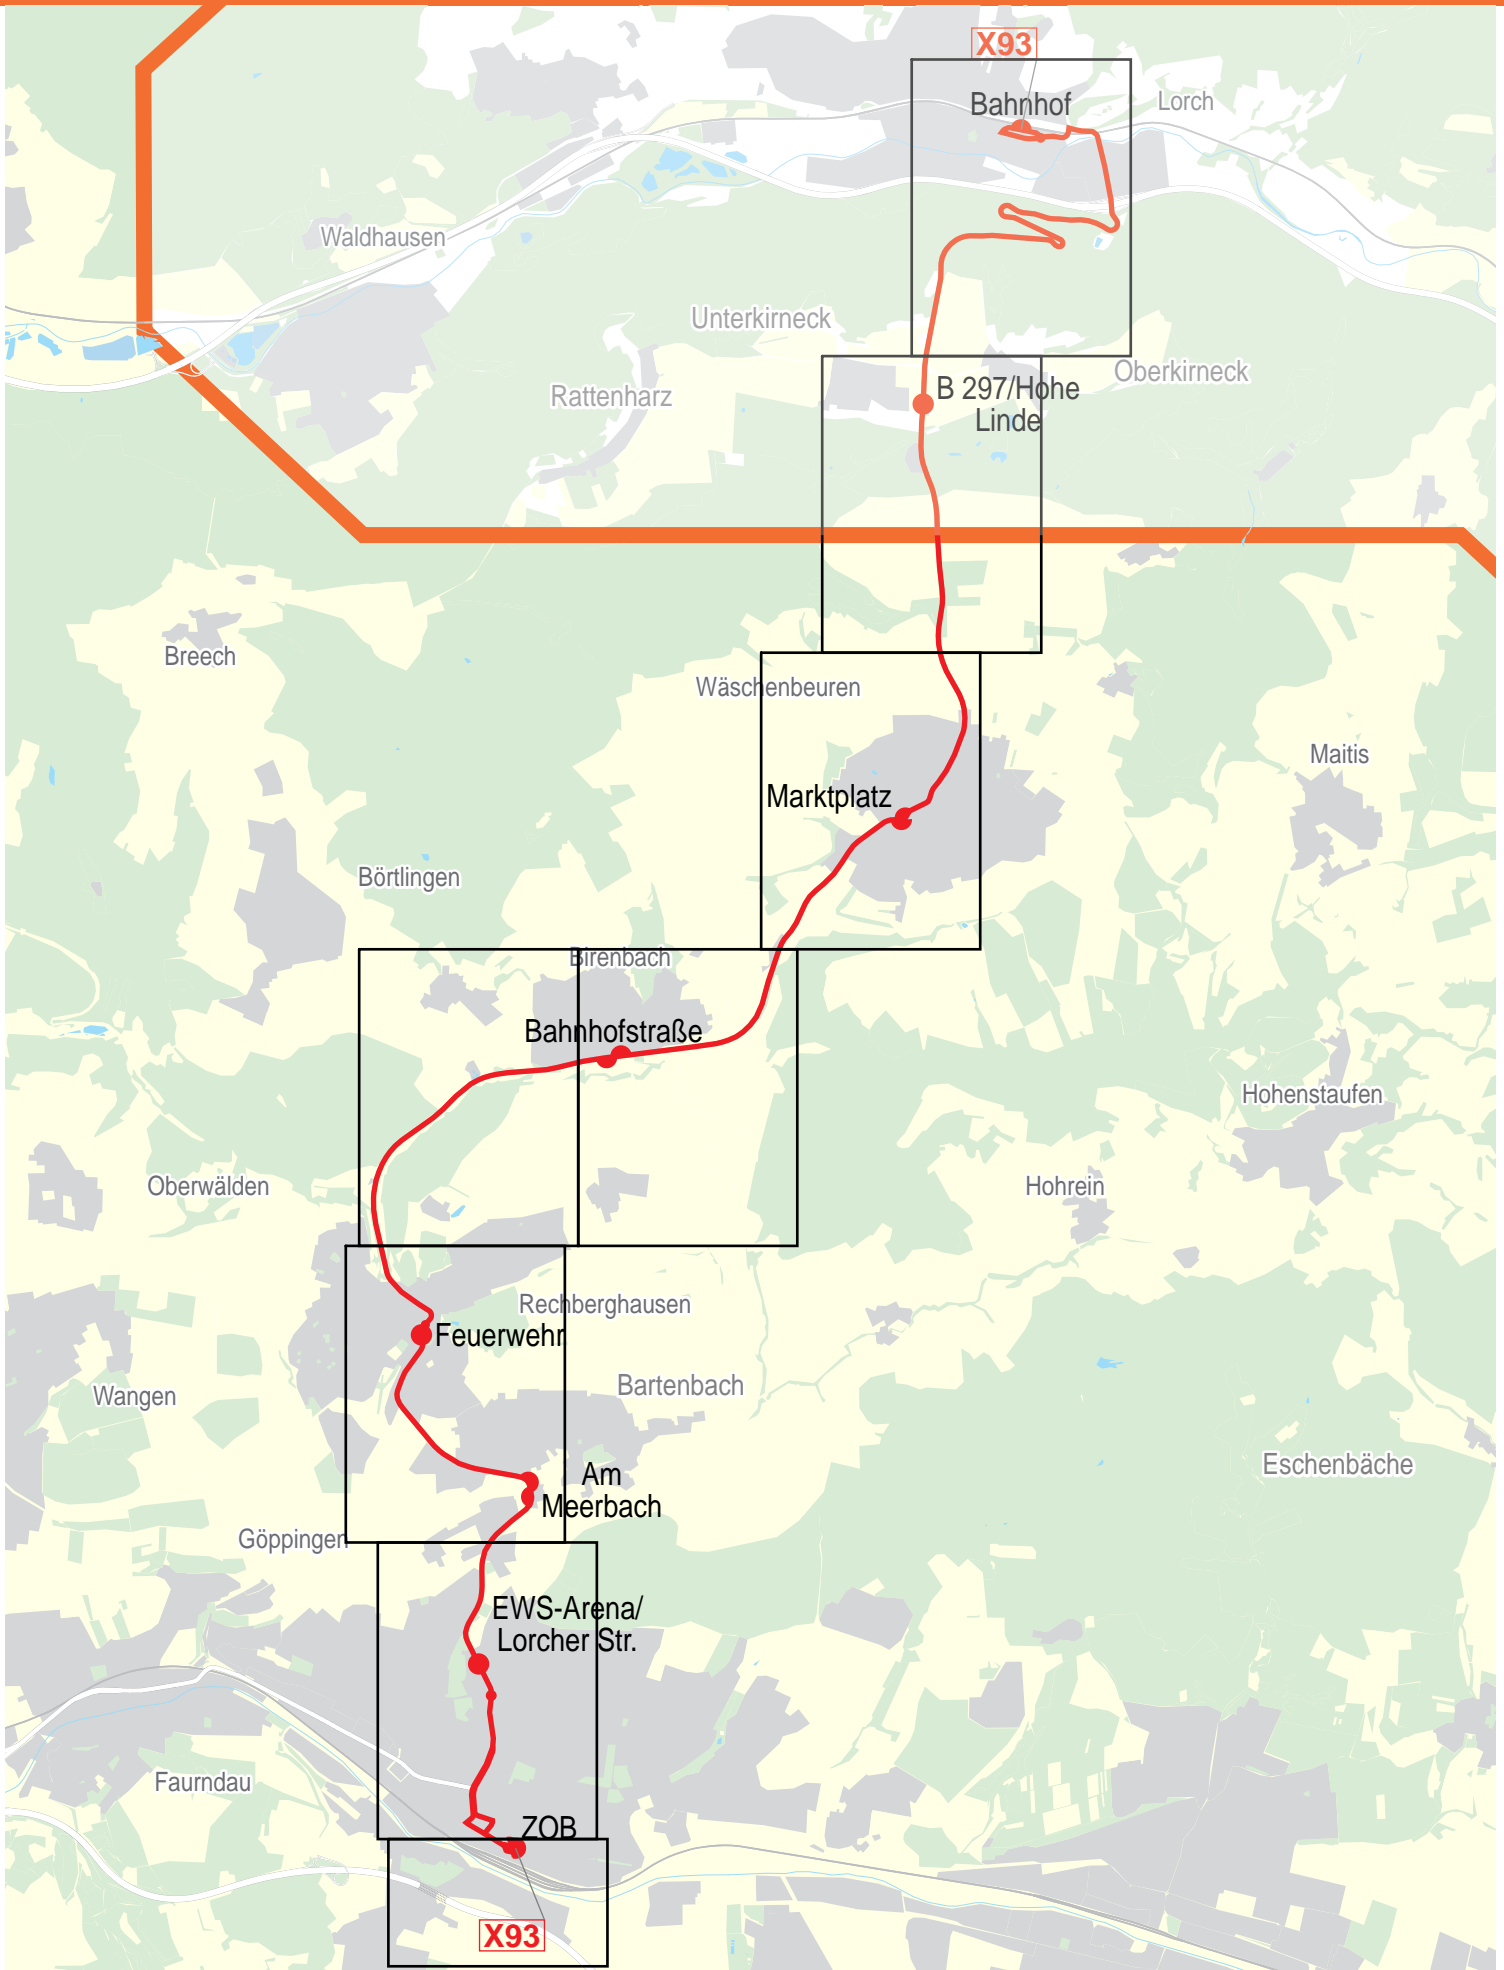 X93
Bahnhof
Lorch
Waldhausen
Unterkirneck
Oberkirneck
Rattenharz
B 297/Hohe
Linde
Breech
Wäschenbeuren
Maitis
Marktplatz
Börtlingen
Birenbach
Bahnhofstraße
Hohenstaufen
Oberwälden
Hohrein
Rechberghausen
Feuerwehr
Bartenbach
Wangen
Eschenbäche
Am
Meerbach
Göppingen
EWS-Arena/
Lorcher Str.
Faurndau
ZOB
X93